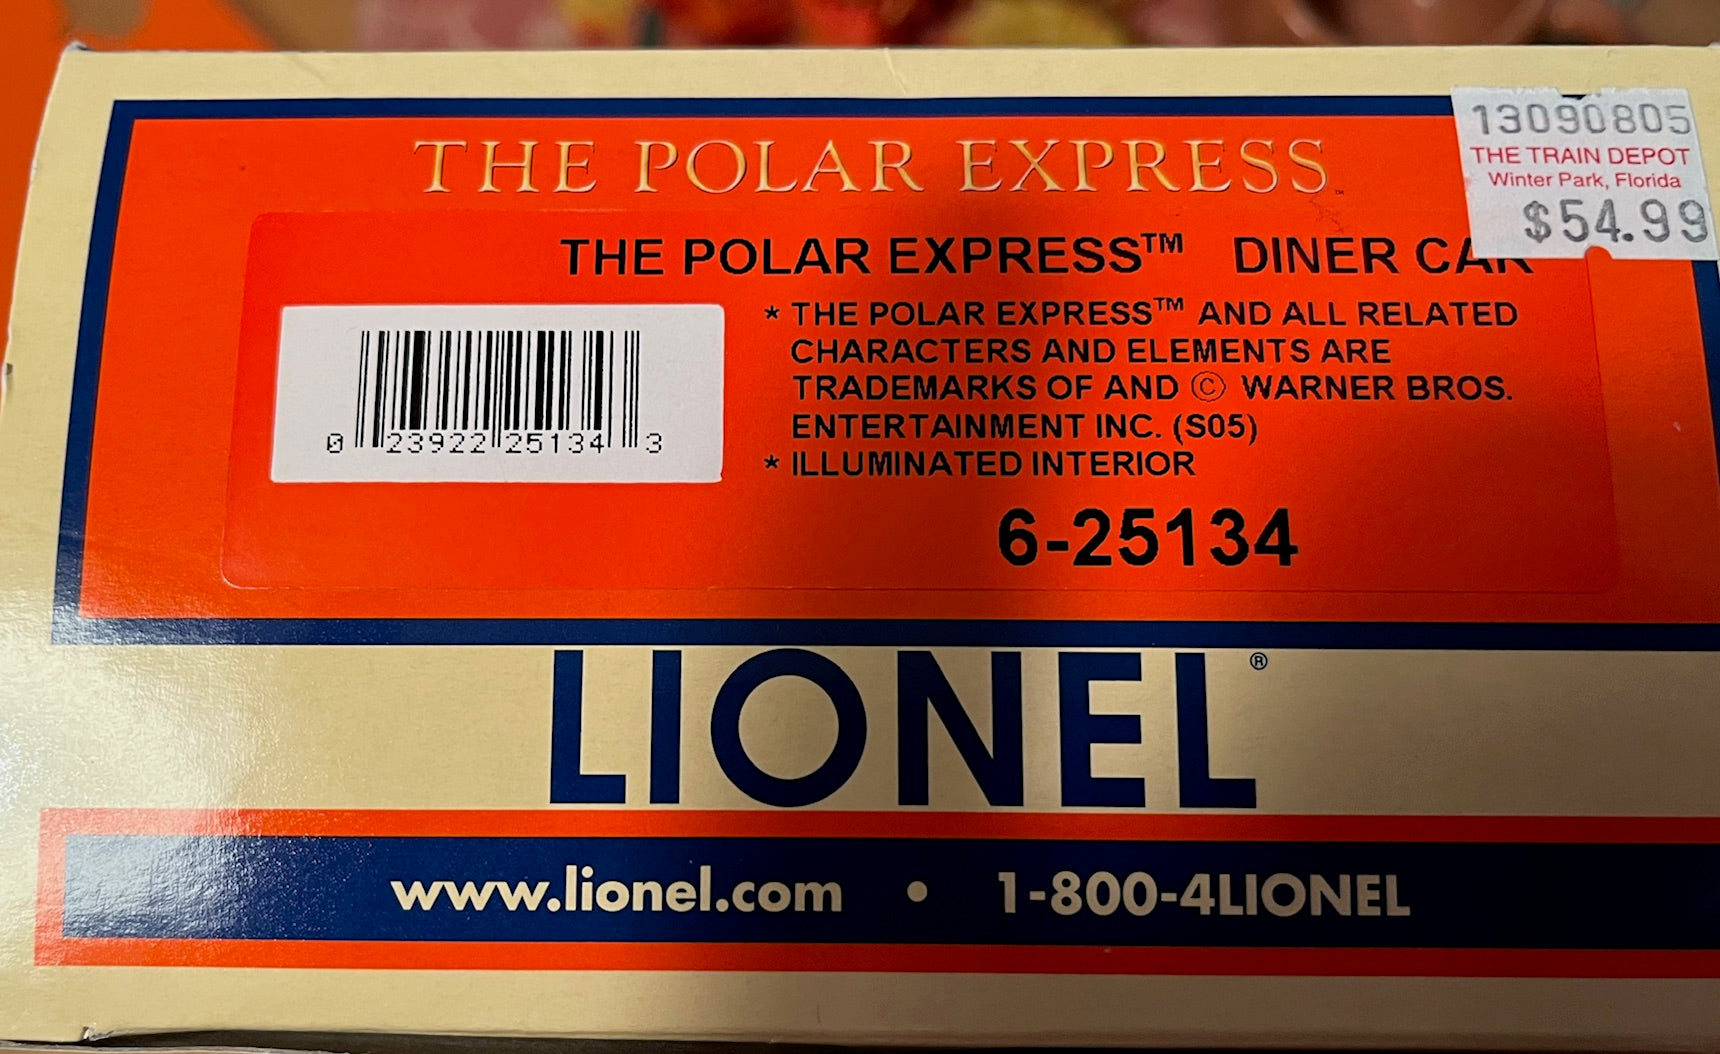 13090805
THE TRAIN DEPOT
Winter Park, Florida
$54.99
THE POLAR EXPRESS™
THE POLAR EXPRESS™ DINER CAR
* THE POLAR EXPRESS™ AND ALL RELATED
CHARACTERS AND ELEMENTS ARE
TRADEMARKS OF AND © WARNER BROS.
ENTERTAINMENT INC. (S05)
* ILLUMINATED INTERIOR
0 23922 25134 3
6-25134
LIONEL®
www.lionel.com • 1-800-4LIONEL